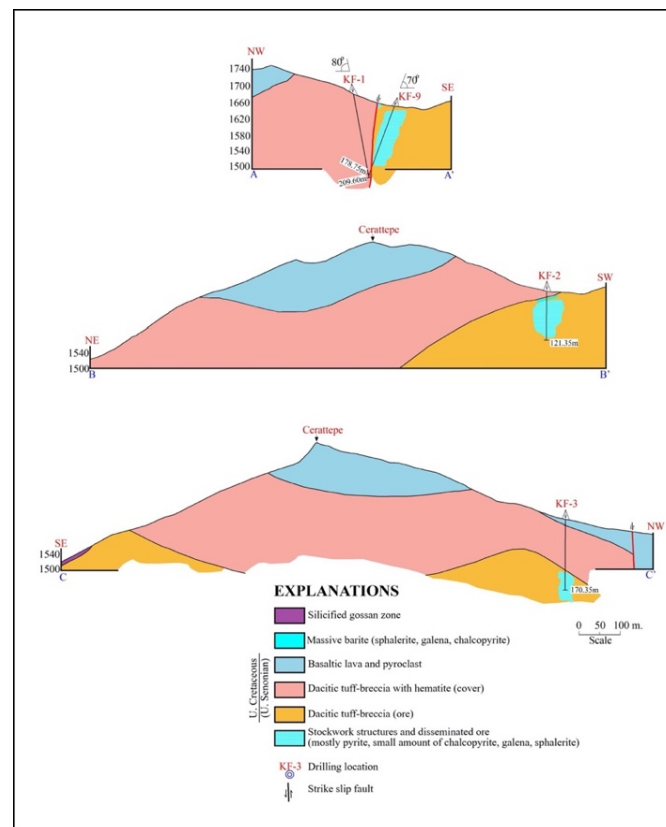 NW
80°
KF-1
70°
KF-9
SE
1740
1700
1660
1620
1580
1540
1500
178.75m
209.60m
A
A'
Cerattepe
KF-2
SW
NE
1540
1500
121.35m
B
B'
Cerattepe
KF-3
NW
SE
1540
1500
170.35m
C
C'
EXPLANATIONS
Silicified gossan zone
Massive barite (sphalerite, galena, chalcopyrite)
Basaltic lava and pyroclast
Dacitic tuff-breccia with hematite (cover)
Dacitic tuff-breccia (ore)
Stockwork structures and disseminated ore
(mostly pyrite, small amount of chalcopyrite, galena, sphalerite)
U. Cretaceous
(U. Senonian)
KF-3 Drilling location
Strike slip fault
0 50 100 m.
Scale